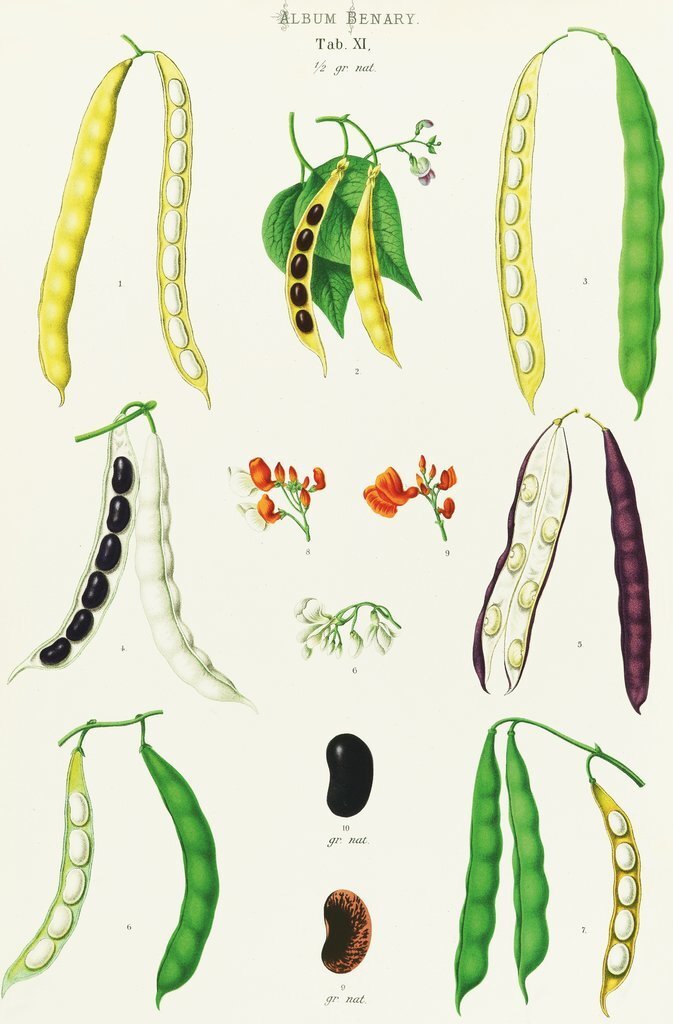 ALBUM BENARY.
Tab. XI,
1/2 gr. nat.
1.
2.
3.
4.
8
9
5.
6
6
10
gr. nat.
7.
9
gr. nat.